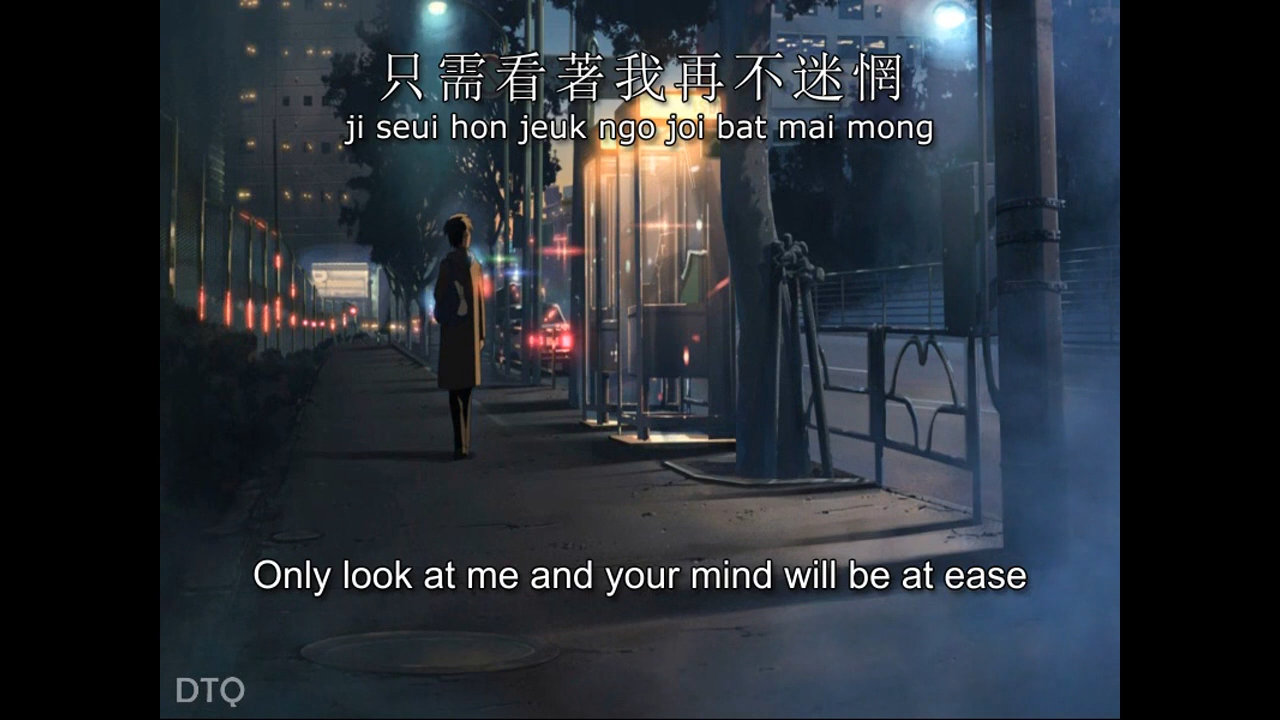 只需看著我再不迷惘
ji seui hon jeuk ngo joi bat mai mong
Only look at me and your mind will be at ease
DTQ